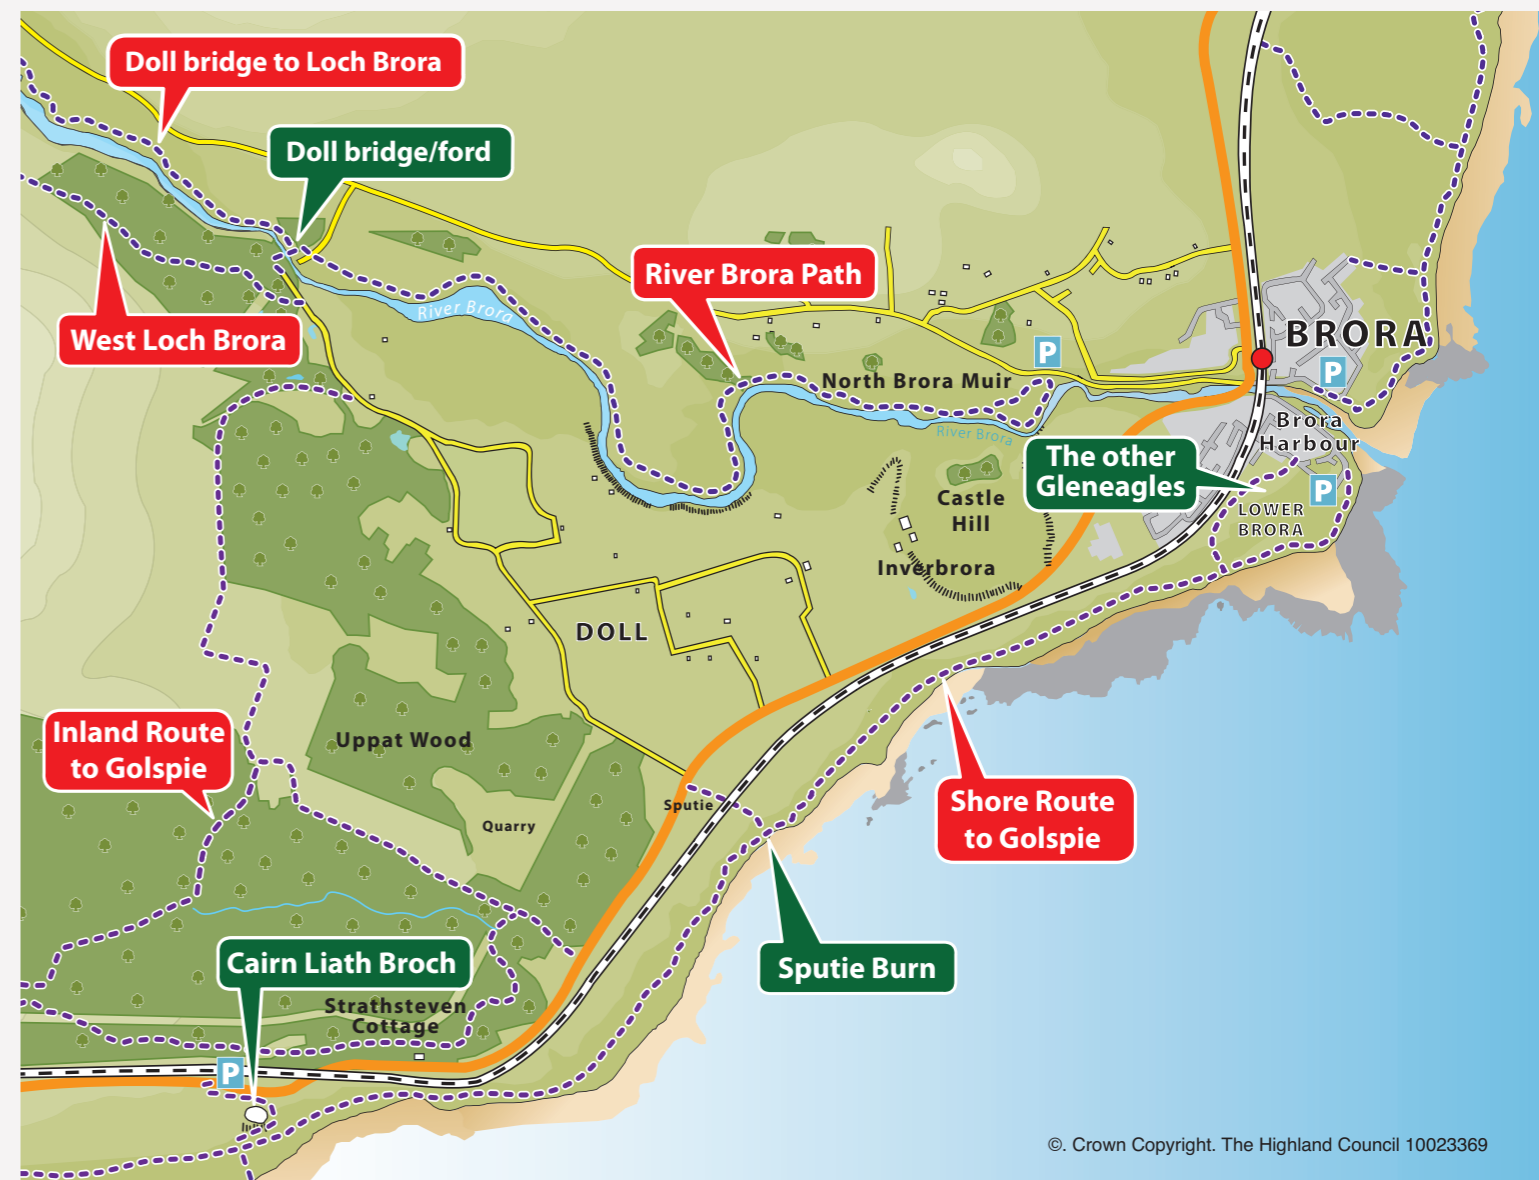 Doll bridge to Loch Brora
Doll bridge/ford
River Brora Path
West Loch Brora
River Brora
BRORA
P
P
North Brora Muir
River Brora
Brora
Harbour
The other
Gleneagles
P
LOWER
BRORA
Castle
Hill
Inverbrora
DOLL
Inland Route
to Golspie
Uppat Wood
Quarry
Sputie
Shore Route
to Golspie
Sputie Burn
Cairn Liath Broch
Strathsteven
Cottage
P
©. Crown Copyright. The Highland Council 10023369